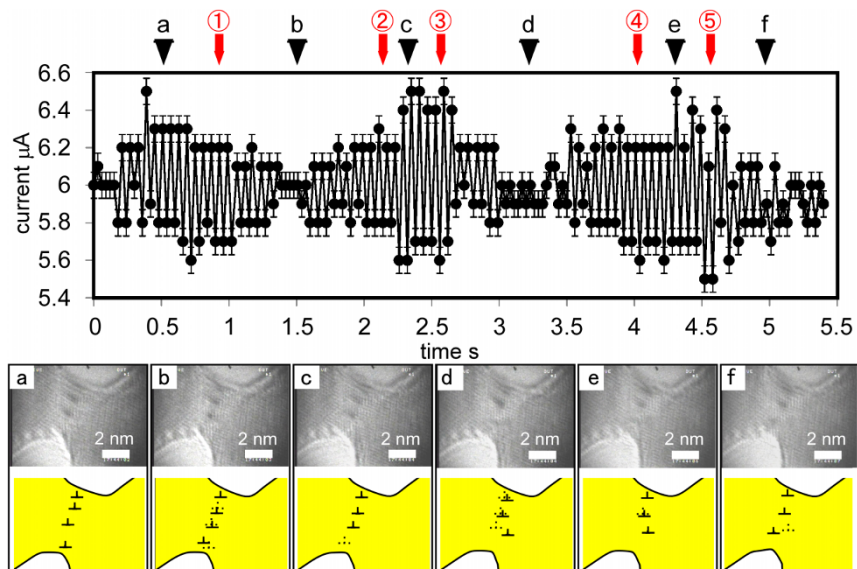 a ① b ② c ③ d ④ e ⑤ f
current μA
6.6
6.4
6.2
6
5.8
5.6
5.4
0 0.5 1 1.5 2 2.5 3 3.5 4 4.5 5 5.5
time s
a b c d e f
2 nm 2 nm 2 nm 2 nm 2 nm 2 nm